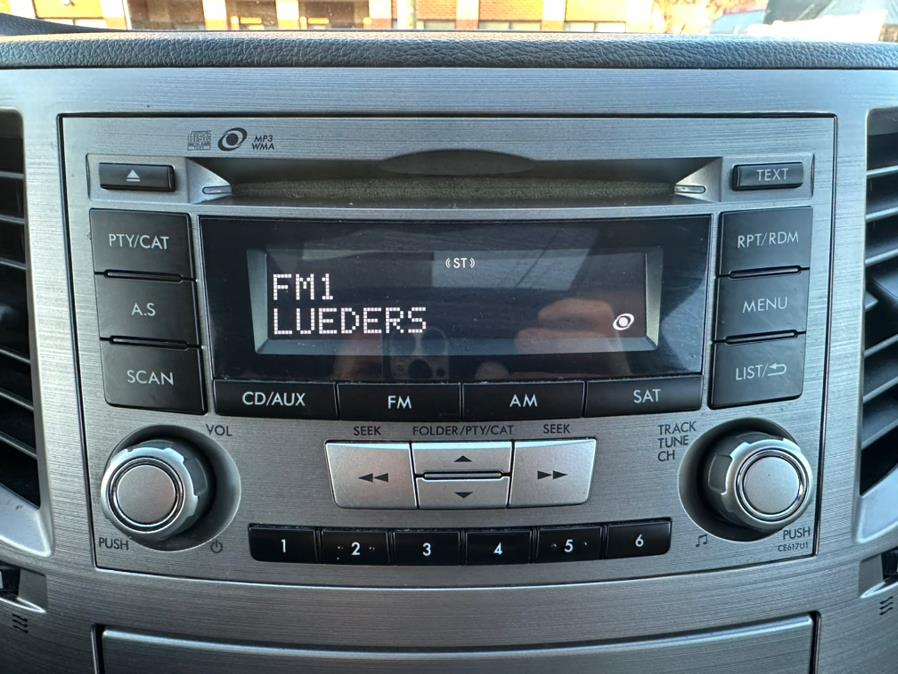 MP3
WMA
TEXT
PTY/CAT
RPT/RDM
((ST))
FM1
A.S
MENU
LUEDERS
SCAN
LIST/
CD/AUX
FM
AM
SAT
VOL
SEEK
FOLDER/PTY/CAT
SEEK
TRACK
TUNE
CH
PUSH
1
2
3
4
5
6
PUSH
CE617U1